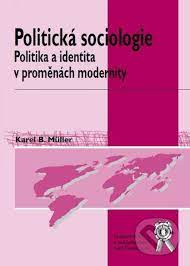 Politická sociologie
Politika a identita
v proměnách modernity
Karel B. Müller